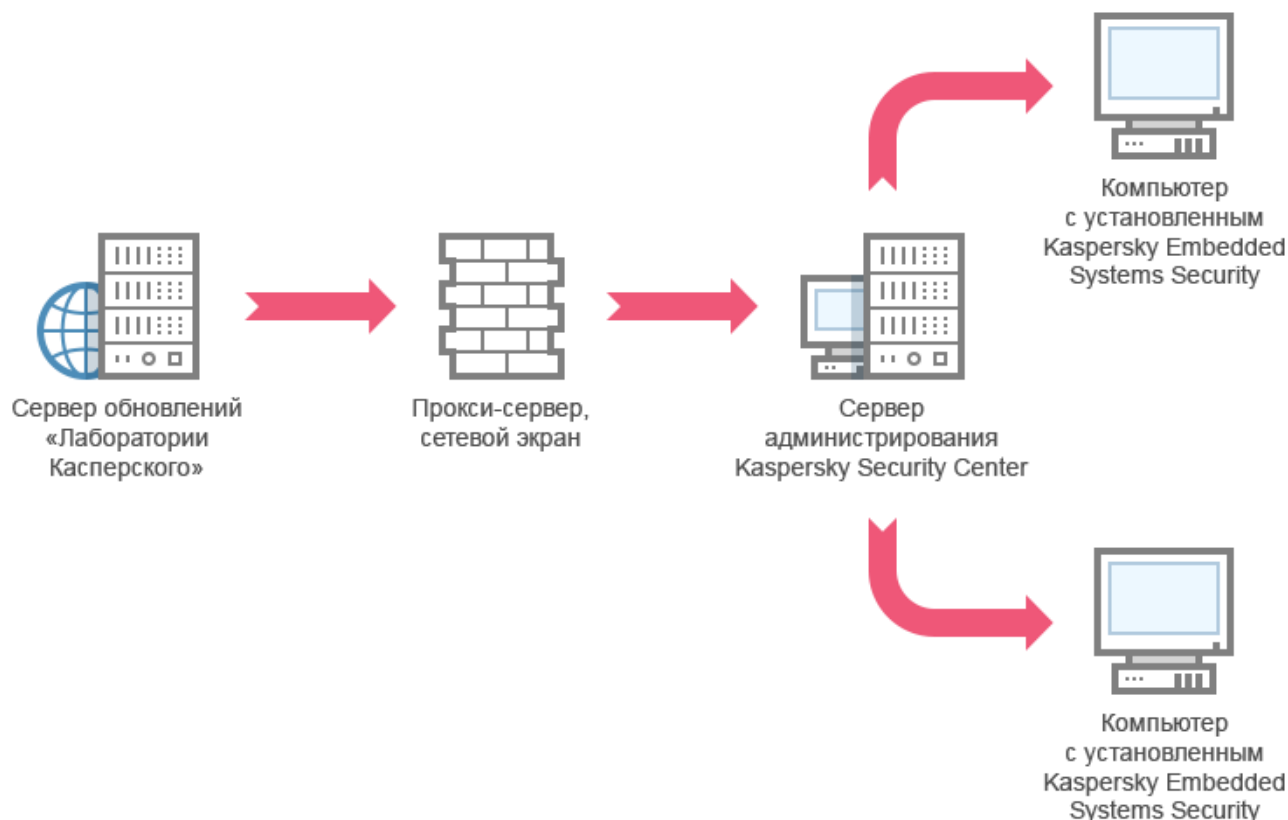 Компьютер
с установленным
Kaspersky Embedded
Systems Security
Сервер обновлений
«Лаборатории
Касперского»
Прокси-сервер,
сетевой экран
Сервер
администрирования
Kaspersky Security Center
Компьютер
с установленным
Kaspersky Embedded
Systems Security